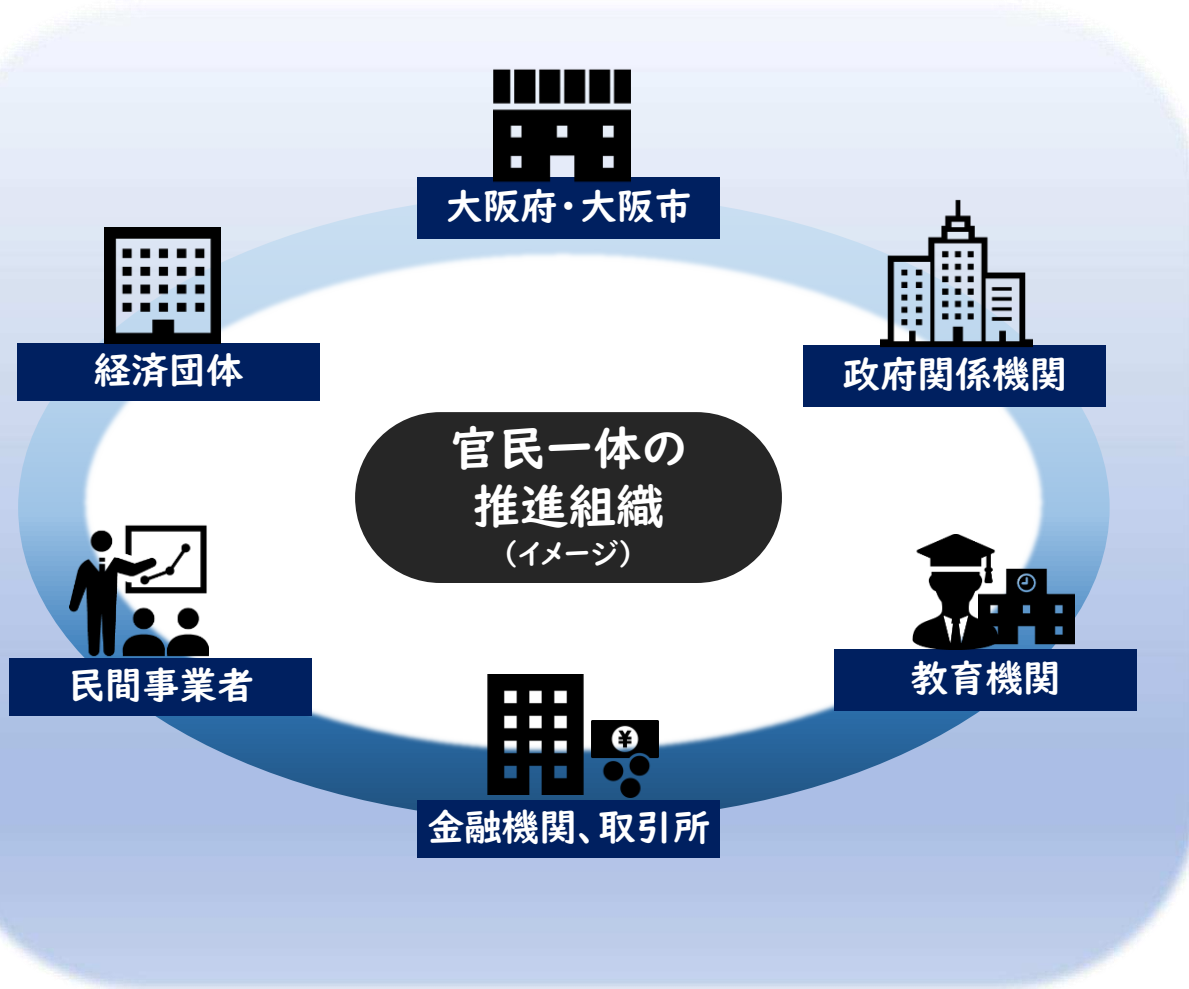 大阪府・大阪市
経済団体
政府関係機関
官民一体の
推進組織
(イメージ)
民間事業者
教育機関
¥
金融機関、取引所